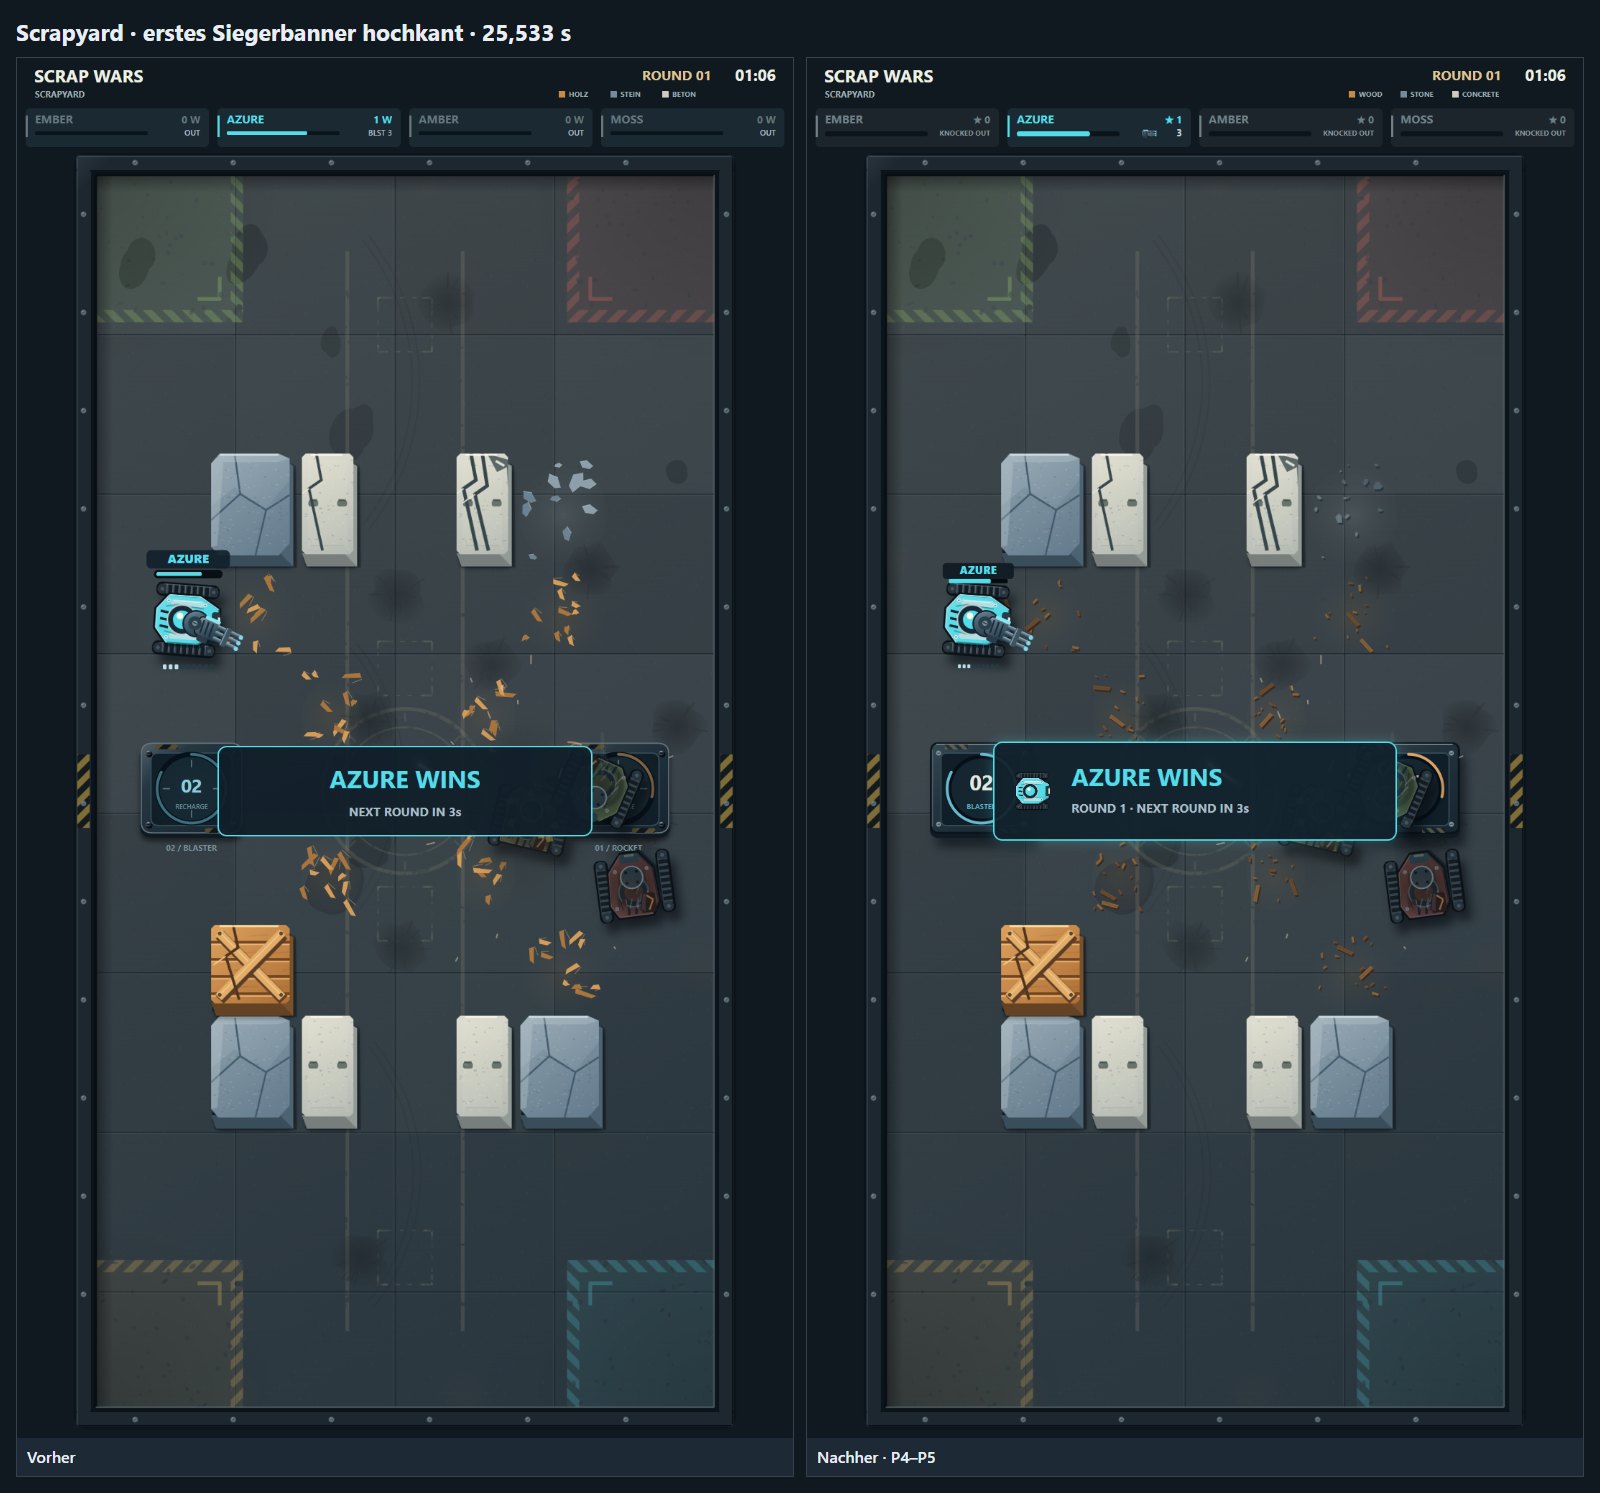 Scrapyard · erstes Siegerbanner hochkant · 25,533 s
SCRAP WARS
ROUND 01
01:06
SCRAPYARD
HOLZ
STEIN
BETON
EMBER
0 W
OUT
AZURE
1 W
BLST 3
AMBER
0 W
OUT
MOSS
0 W
OUT
AZURE
02
RECHARGE
AZURE WINS
NEXT ROUND IN 3s
02 / BLASTER
01 / ROCKET
Vorher
SCRAP WARS
ROUND 01
01:06
SCRAPYARD
WOOD
STONE
CONCRETE
EMBER
★ 0
KNOCKED OUT
AZURE
★ 1
3
AMBER
★ 0
KNOCKED OUT
MOSS
★ 0
KNOCKED OUT
AZURE
02
AZURE WINS
ROUND 1 · NEXT ROUND IN 3s
Nachher · P4–P5